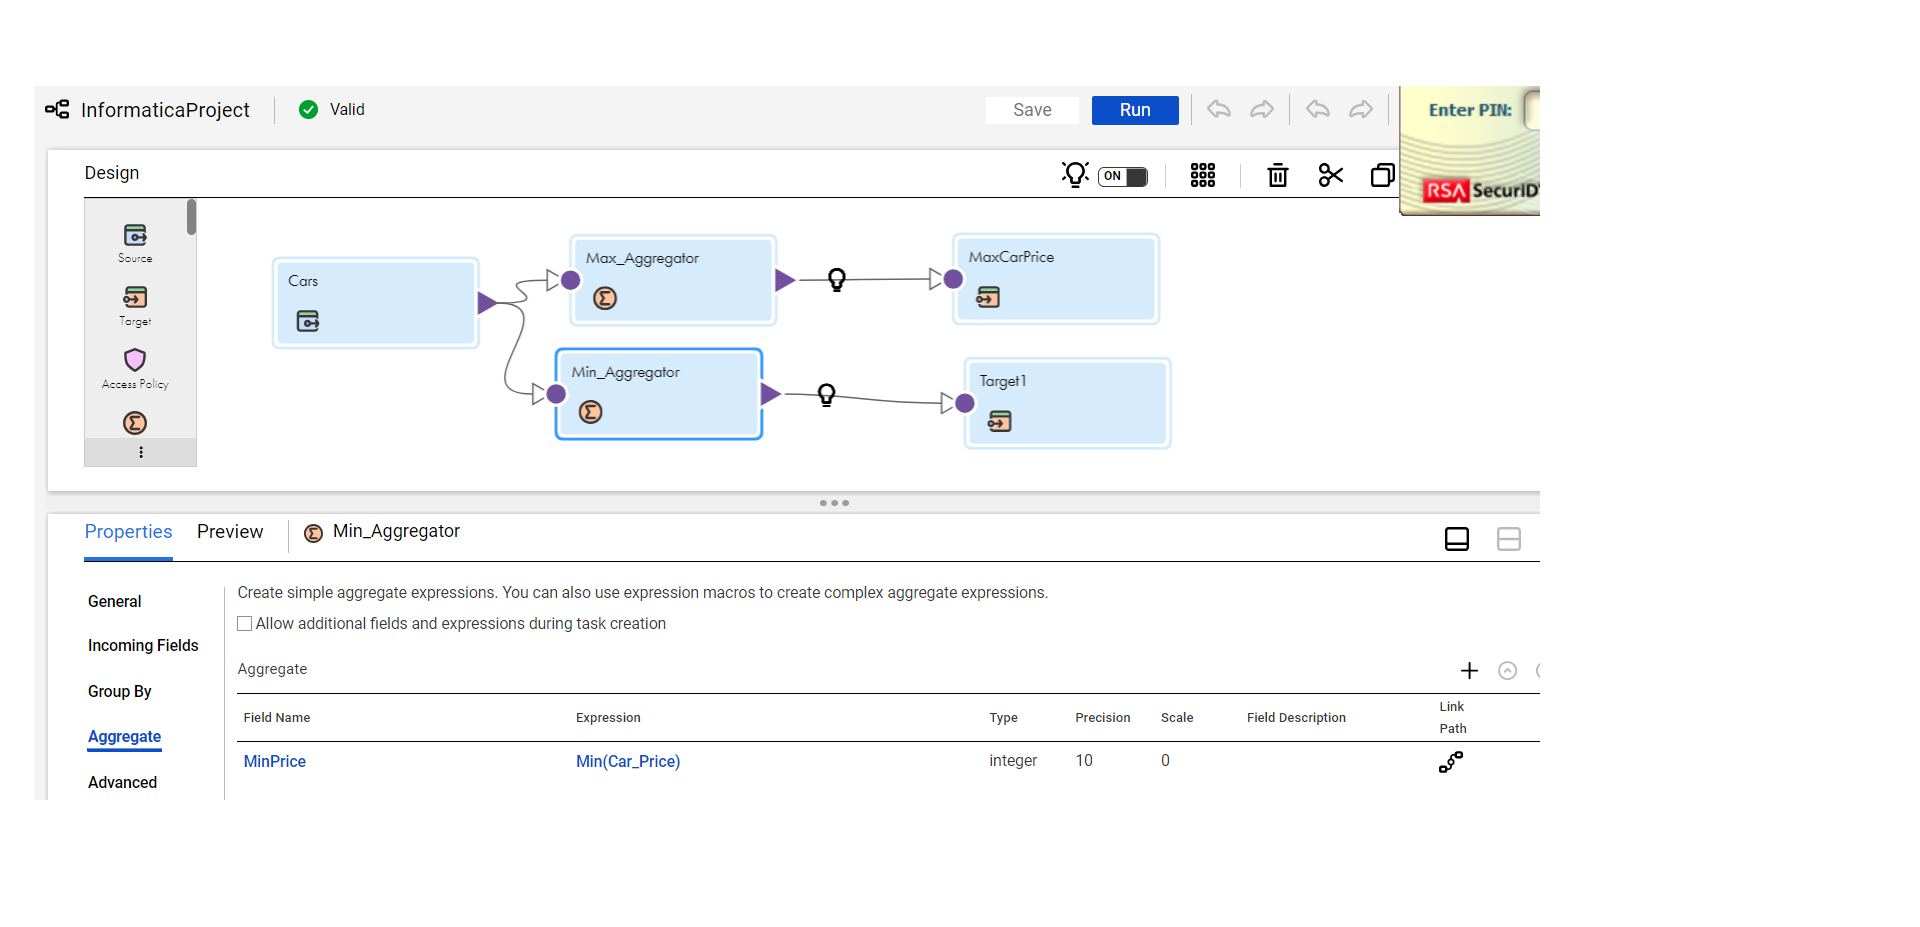 InformaticaProject
Valid
Save
Run
Enter PIN:
RSA SecurID
Design
ON
Source
Target
Access Policy
Cars
Max_Aggregator
MaxCarPrice
Min_Aggregator
Target1
Properties
Preview
Min_Aggregator
General
Incoming Fields
Group By
Aggregate
Advanced
Create simple aggregate expressions. You can also use expression macros to create complex aggregate expressions.
Allow additional fields and expressions during task creation
Aggregate
Field Name Expression Type Precision Scale Field Description Link Path
MinPrice Min(Car_Price) integer 10 0